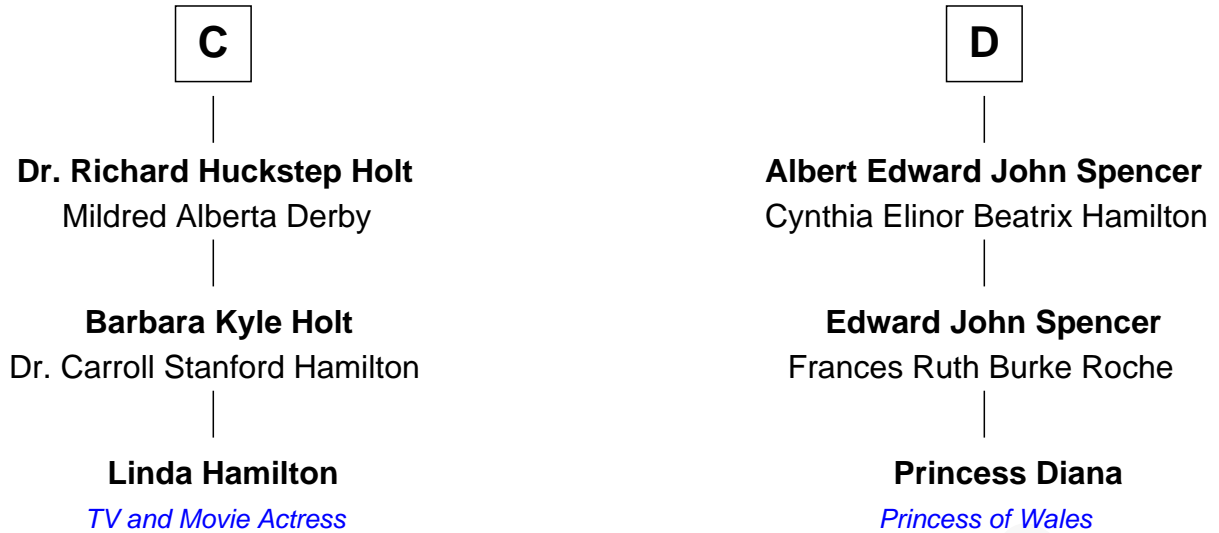 C
Dr. Richard Huckstep Holt
Mildred Alberta Derby
Barbara Kyle Holt
Dr. Carroll Stanford Hamilton
Linda Hamilton
TV and Movie Actress
D
Albert Edward John Spencer
Cynthia Elinor Beatrix Hamilton
Edward John Spencer
Frances Ruth Burke Roche
Princess Diana
Princess of Wales